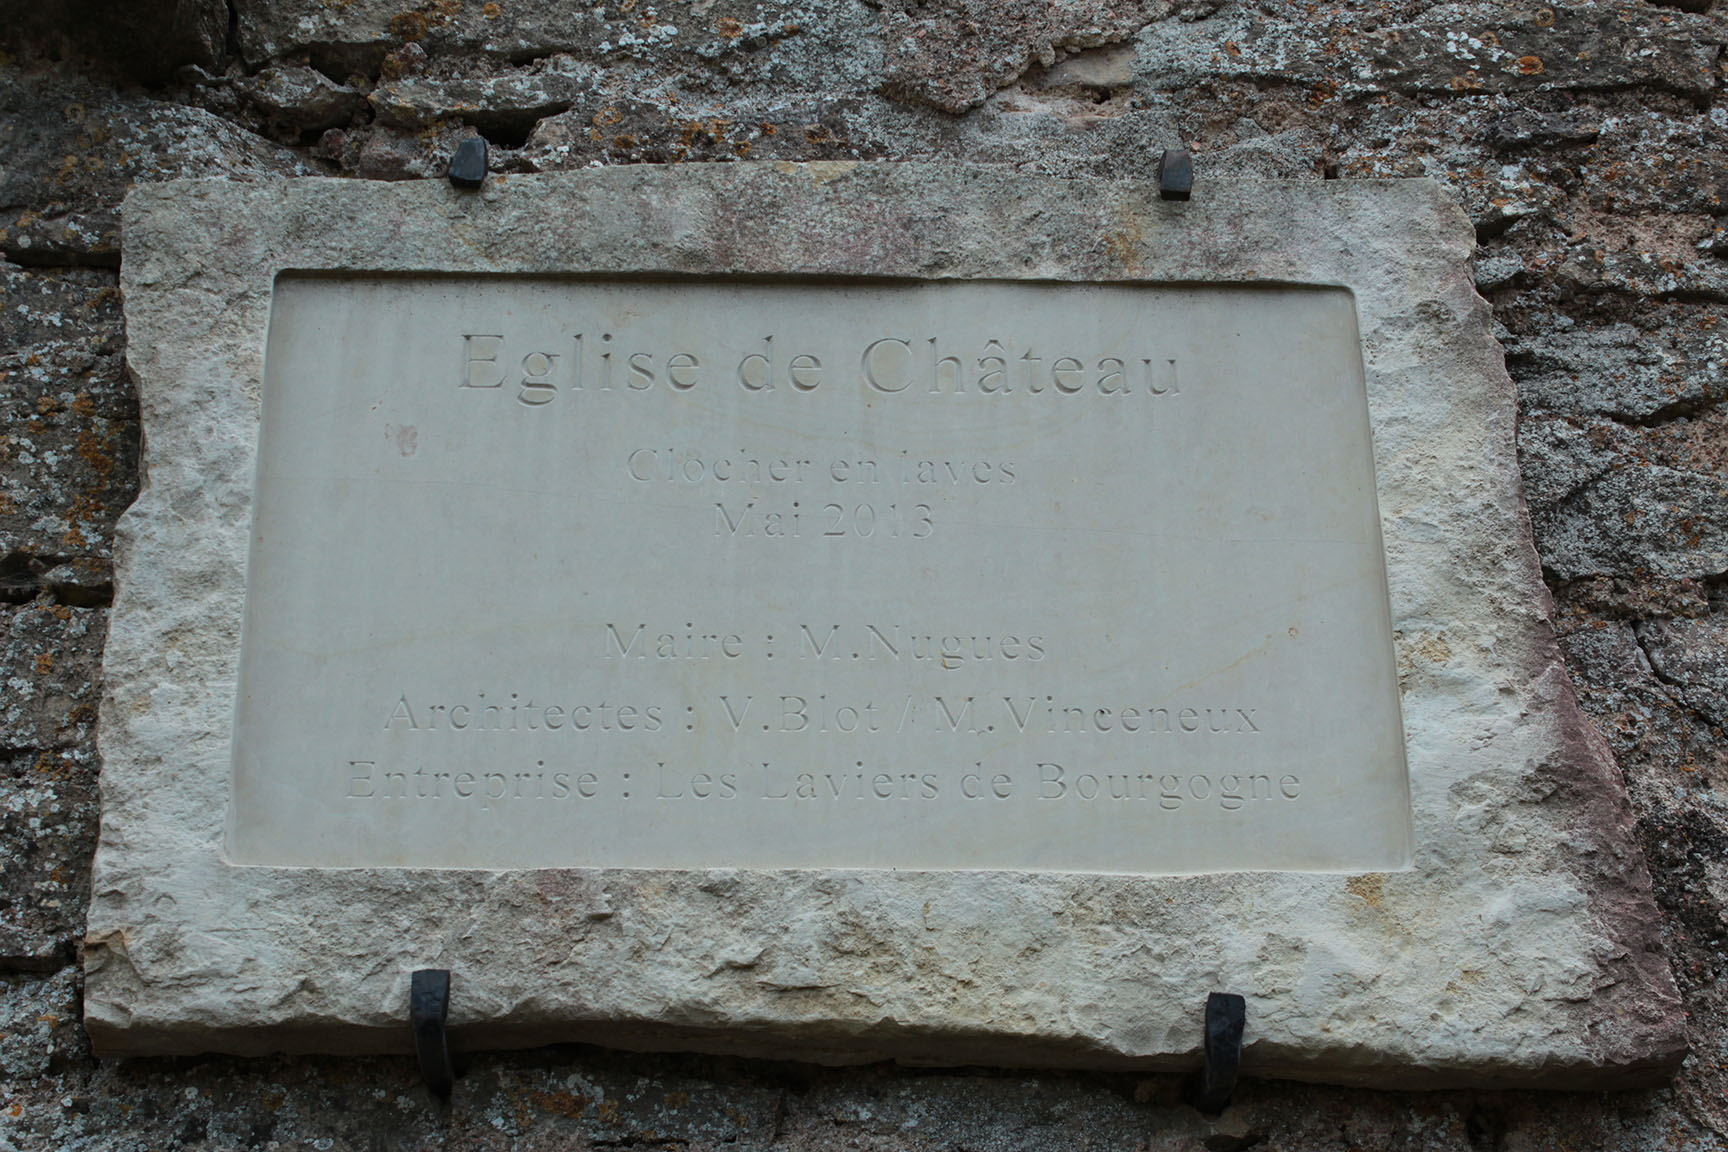 Eglise de Château
Clocher en laves
Mai 2013
Maire : M.Nugues
Architectes : V.Blot / M.Vinceneux
Entreprise : Les Laviers de Bourgogne